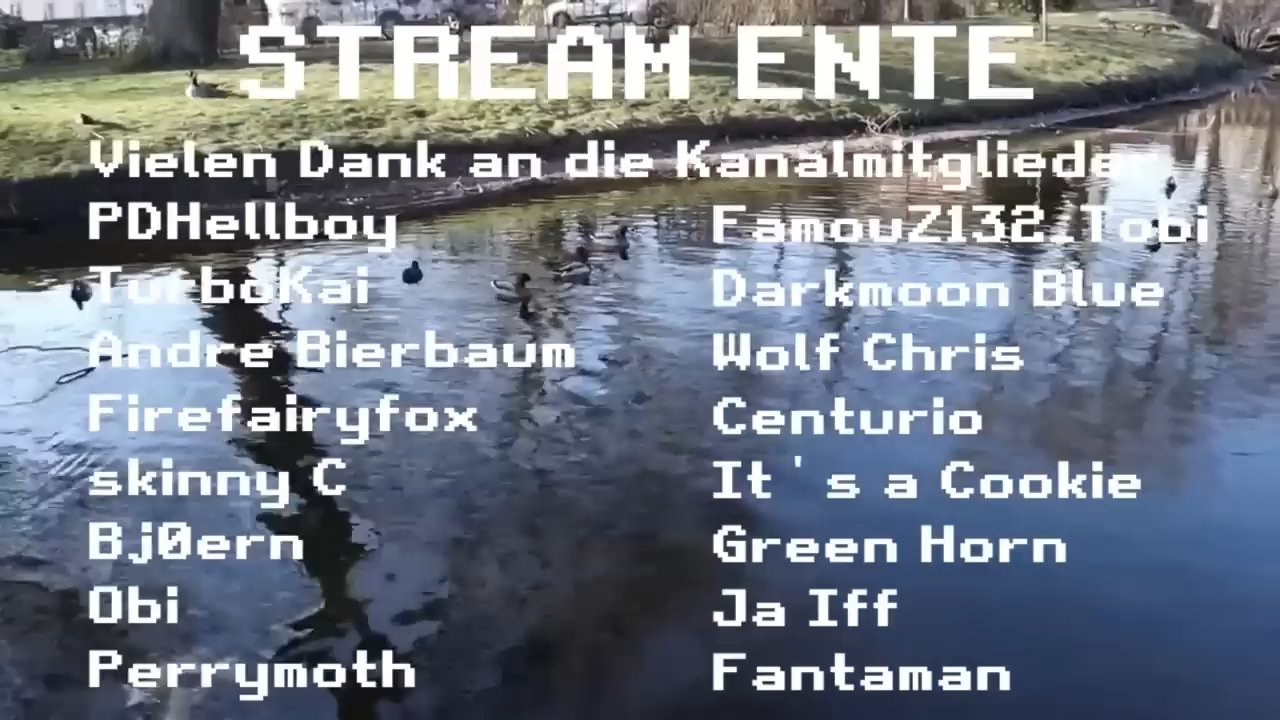 STREAM ENTE
Vielen Dank an die Kanalmitglieder
PDHellboy
TurboKai
Andre Bierbaum
Firefairyfox
skinny C
BjØern
Obi
Perrymoth
FamouZ132_Tobi
Darkmoon Blue
Wolf Chris
Centurio
It's a Cookie
Green Horn
Ja Iff
Fantaman